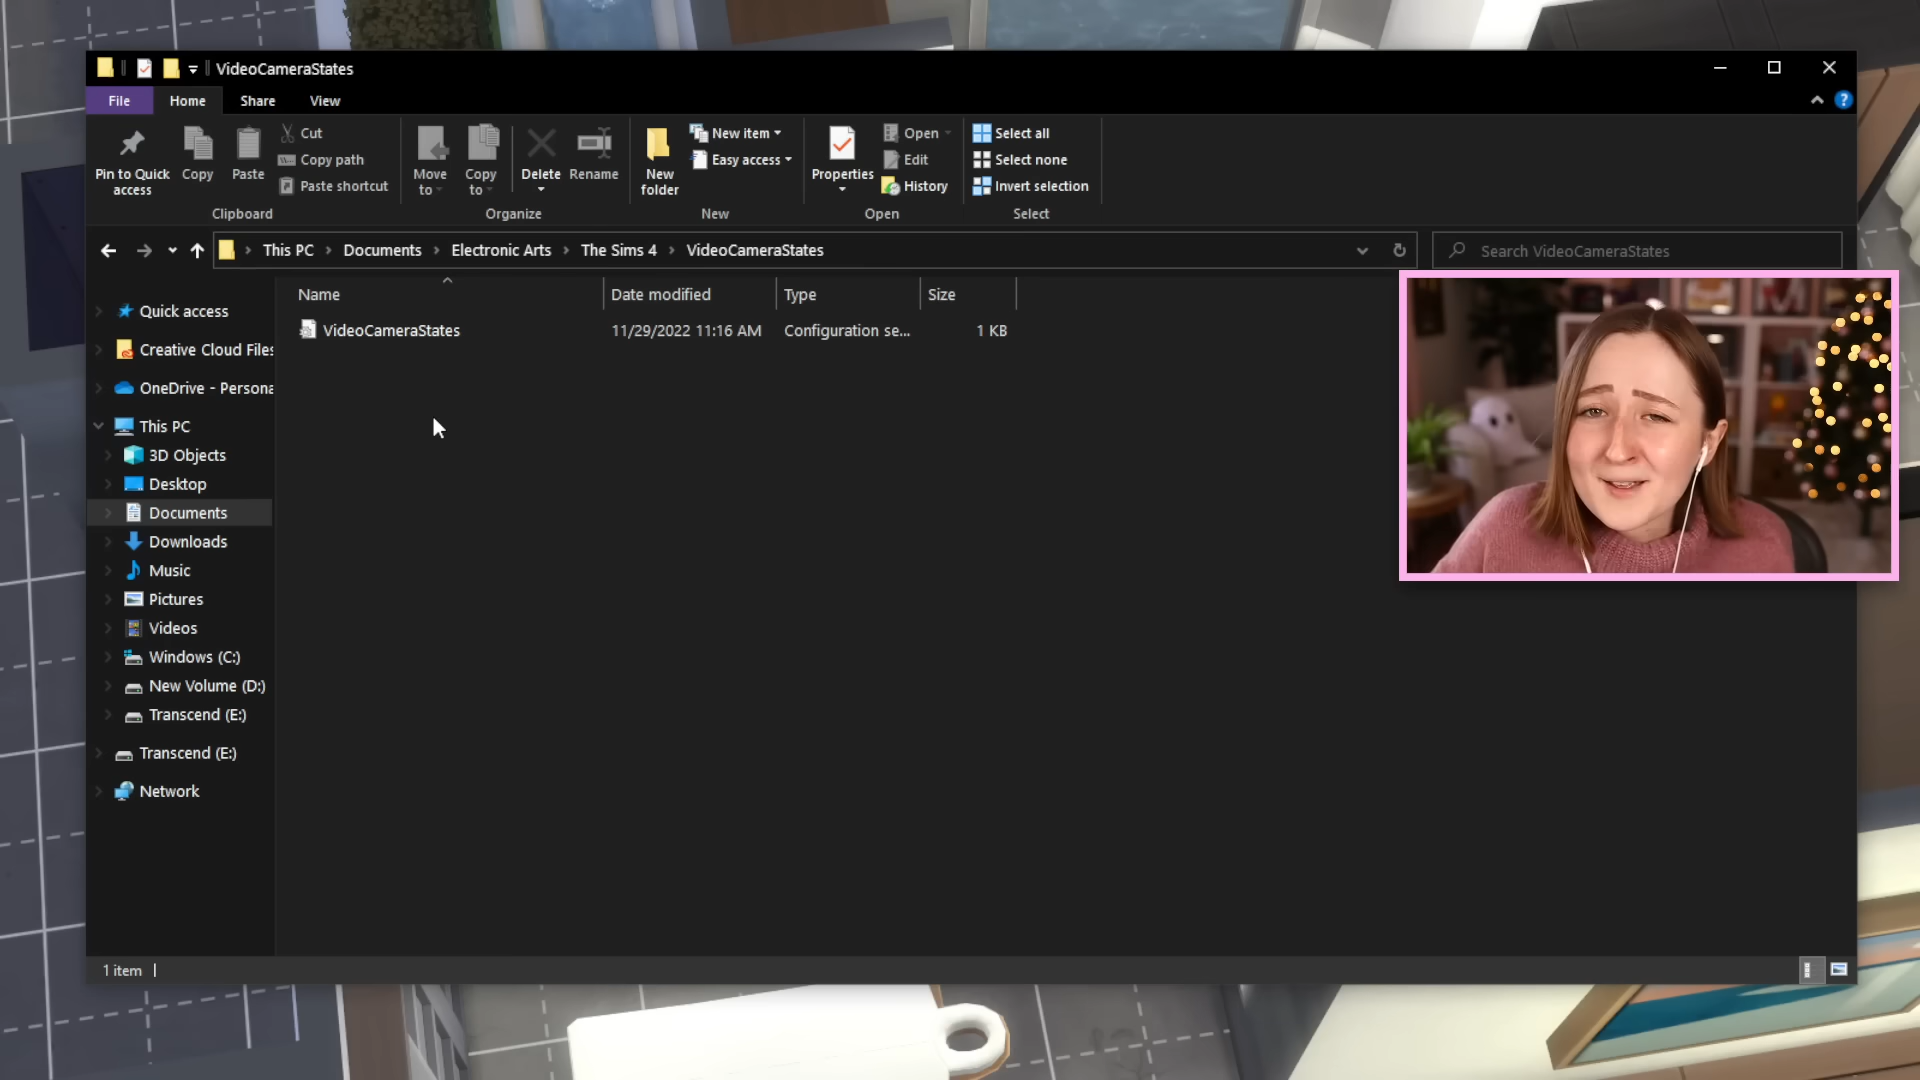 VideoCameraStates
File Home Share View
Pin to Quick access
Copy
Paste
Cut
Copy path
Paste shortcut
Clipboard
Move to
Copy to
Delete
Rename
Organize
New folder
New item
Easy access
New
Properties
Open
Edit
History
Open
Select all
Select none
Invert selection
Select
This PC > Documents > Electronic Arts > The Sims 4 > VideoCameraStates
Search VideoCameraStates
Name Date modified Type Size
VideoCameraStates 11/29/2022 11:16 AM Configuration se... 1 KB
Quick access
Creative Cloud Files
OneDrive - Persona
This PC
3D Objects
Desktop
Documents
Downloads
Music
Pictures
Videos
Windows (C:)
New Volume (D:)
Transcend (E:)
Transcend (E:)
Network
1 item